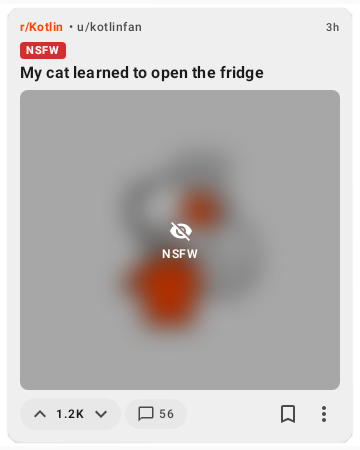 r/Kotlin • u/kotlinfan 3h
NSFW
My cat learned to open the fridge
NSFW
1.2K 56